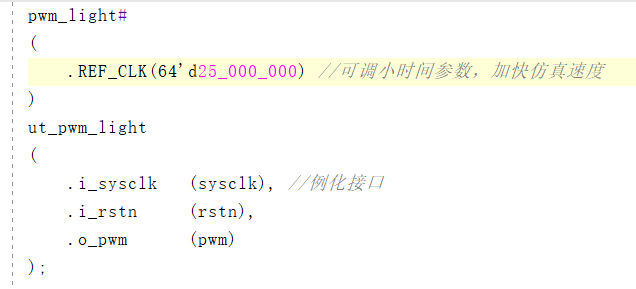 pwm_light#
(
.REF_CLK(64'd25_000_000) //可调小时间参数，加快仿真速度
)
ut_pwm_light
(
.i_sysclk (sysclk), //例化接口
.i_rstn (rstn),
.o_pwm (pwm)
);